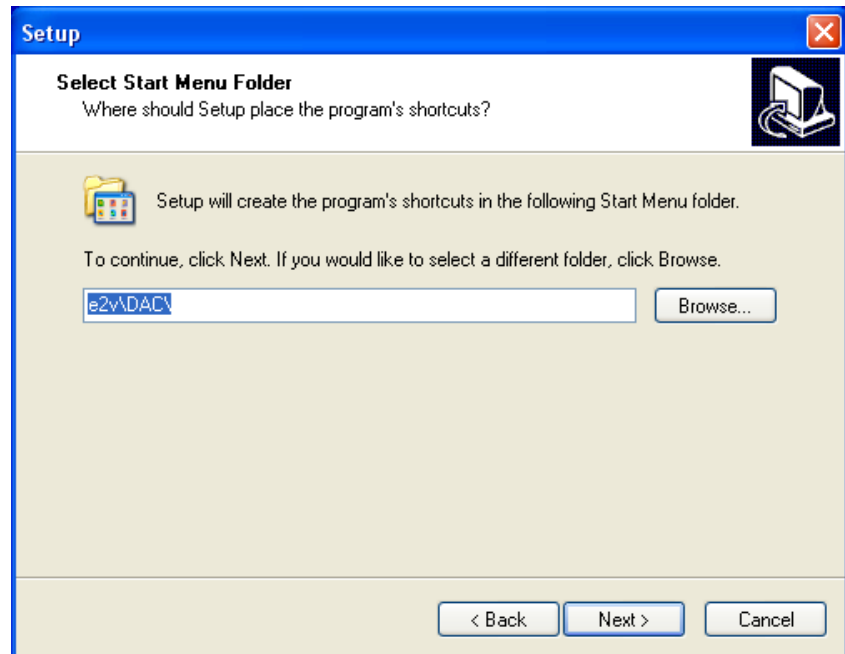 Setup
Select Start Menu Folder
Where should Setup place the program's shortcuts?
Setup will create the program's shortcuts in the following Start Menu folder.
To continue, click Next. If you would like to select a different folder, click Browse.
e2v\DAC\
Browse...
< Back
Next >
Cancel